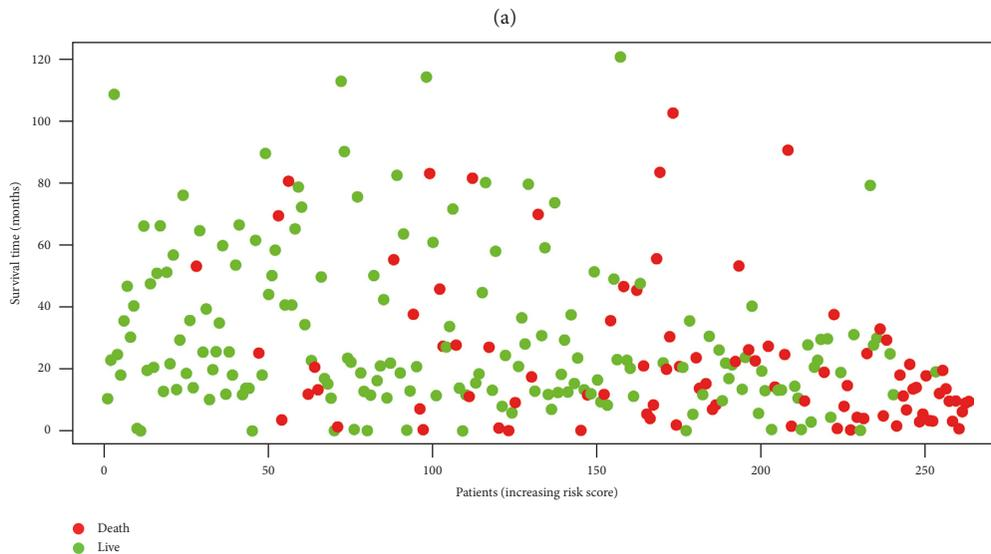 (a)
120
100
80
60
40
20
0
Survival time (months)
0 50 100 150 200 250
Patients (increasing risk score)
Death
Live